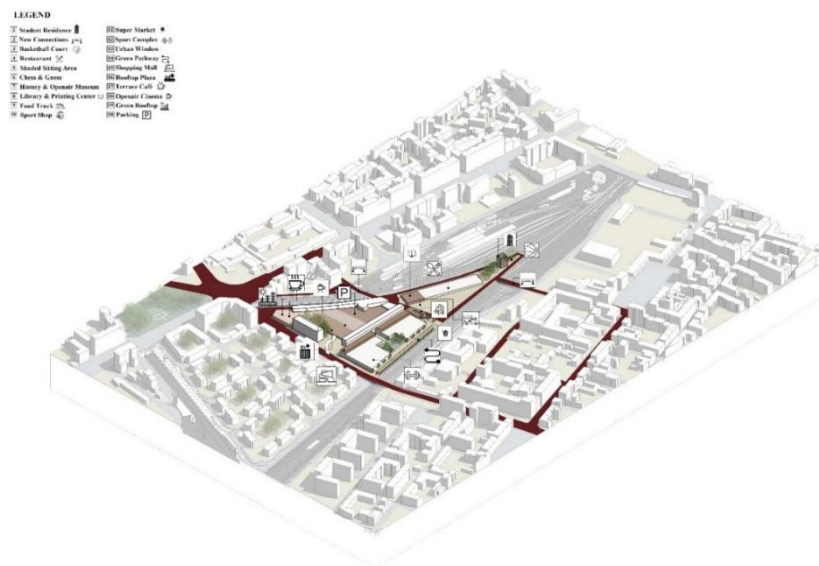 LEGEND
1 Student Residence
2 New Connections
3 Basketball Court
4 Restaurant
5 Shaded Sitting Area
6 Chess & Guess
7 History & Openair Museum
8 Library & Printing Center
9 Food Truck
10 Sport Shop
11 Super Market
12 Sport Complex
13 Urban Window
14 Green Pathway
15 Shopping Mall
16 Rooftop Plaza
17 Terrace Café
18 Openair Cinema
19 Green Rooftop
20 Parking P
P